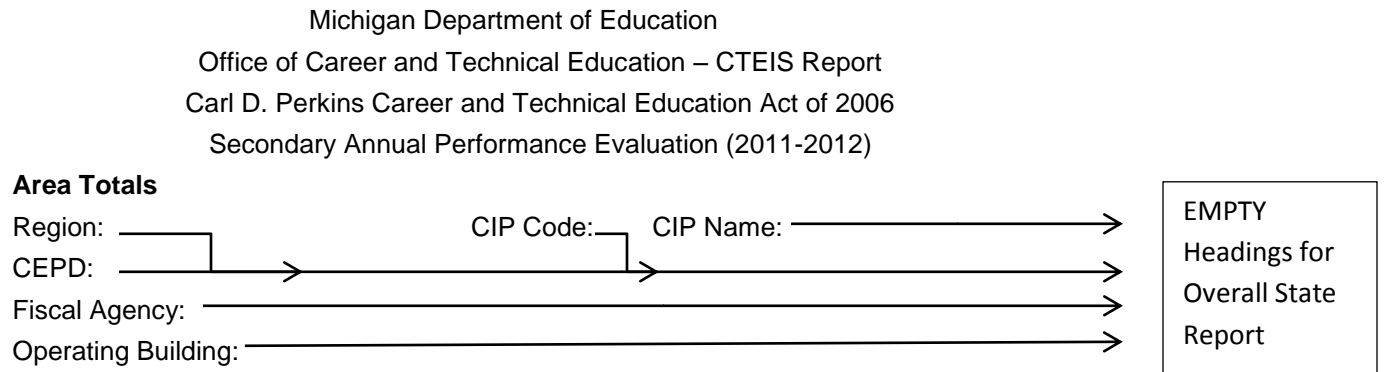 Michigan Department of Education
Office of Career and Technical Education – CTEIS Report
Carl D. Perkins Career and Technical Education Act of 2006
Secondary Annual Performance Evaluation (2011-2012)
Area Totals
Region: CIP Code: CIP Name:
CEPD:
Fiscal Agency:
Operating Building:
EMPTY
Headings for
Overall State
Report